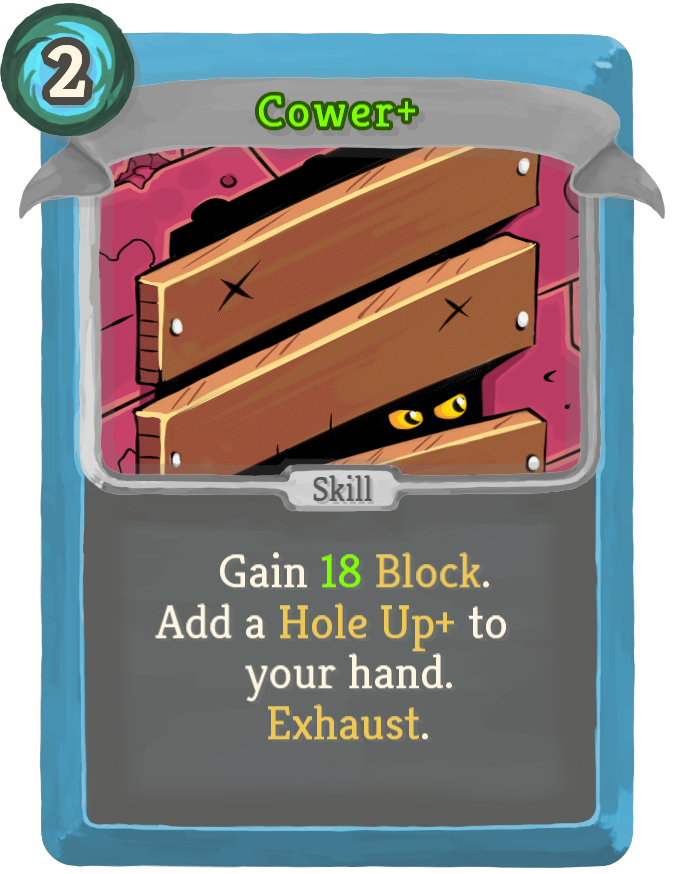 2
Cower+
Skill
Gain 18 Block.
Add a Hole Up+ to
your hand.
Exhaust.